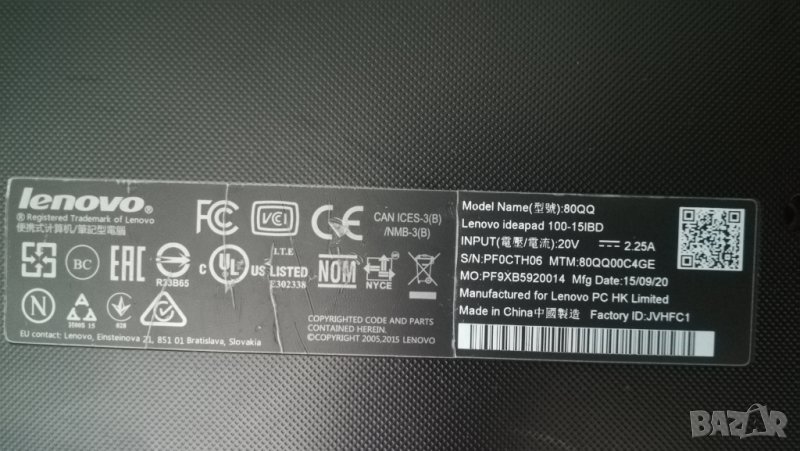 lenovo®
® Registered Trademark of Lenovo
便携式计算机/筆記型電腦
FC
VCI
CE
CAN ICES-3(B)
/NMB-3(B)
BC
EAC
R33B65
C UL US
I.T.E
LISTED
E302338
NOM
NYCE
N
028
EU contact: Lenovo, Einsteinova 21, 851 01 Bratislava, Slovakia
COPYRIGHTED CODE AND PARTS
CONTAINED HEREIN.
©COPYRIGHT 2005,2015 LENOVO
Model Name(型號):80QQ
Lenovo ideapad 100-15IBD
INPUT(電壓/電流):20V 2.25A
S/N:PF0CTH06 MTM:80QQ00C4GE
MO:PF9XB5920014 Mfg Date:15/09/20
Manufactured for Lenovo PC HK Limited
Made in China中國製造 Factory ID:JVHFC1
BAZAR